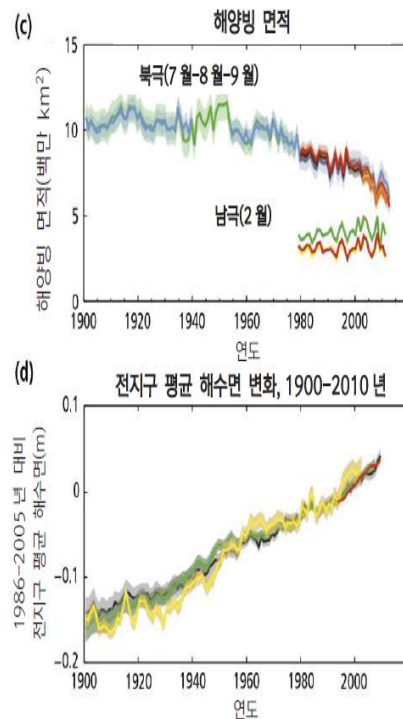 (c) 해양빙 면적
해양빙 면적(백만 km²)
15
10
5
0
북극(7월-8월-9월)
남극(2월)
1900 1920 1940 1960 1980 2000
연도
(d) 전지구 평균 해수면 변화, 1900-2010년
1986-2005년 대비
전지구 평균 해수면(m)
0.1
0
-0.1
-0.2
1900 1920 1940 1960 1980 2000
연도